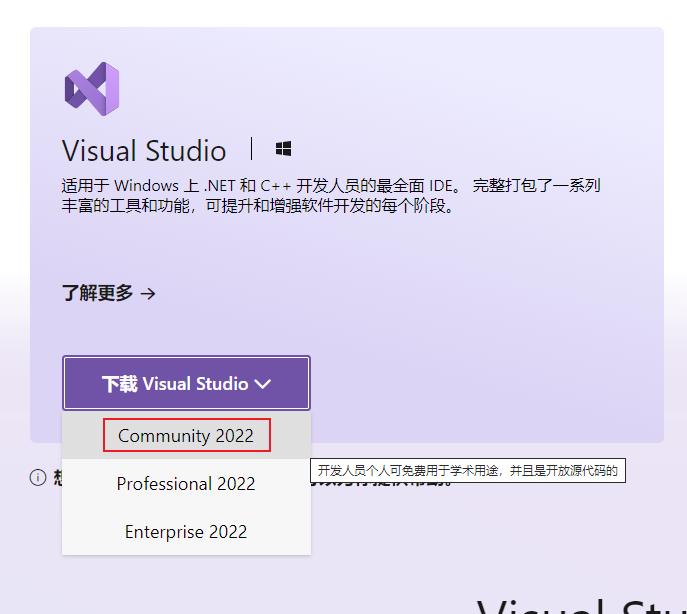 Visual Studio
适用于 Windows 上 .NET 和 C++ 开发人员的最全面 IDE。 完整打包了一系列
丰富的工具和功能，可提升和增强软件开发的每个阶段。
了解更多 →
下载 Visual Studio
Community 2022
开发人员个人可免费用于学术用途，并且是开放源代码的
Professional 2022
Enterprise 2022
Visual Stu